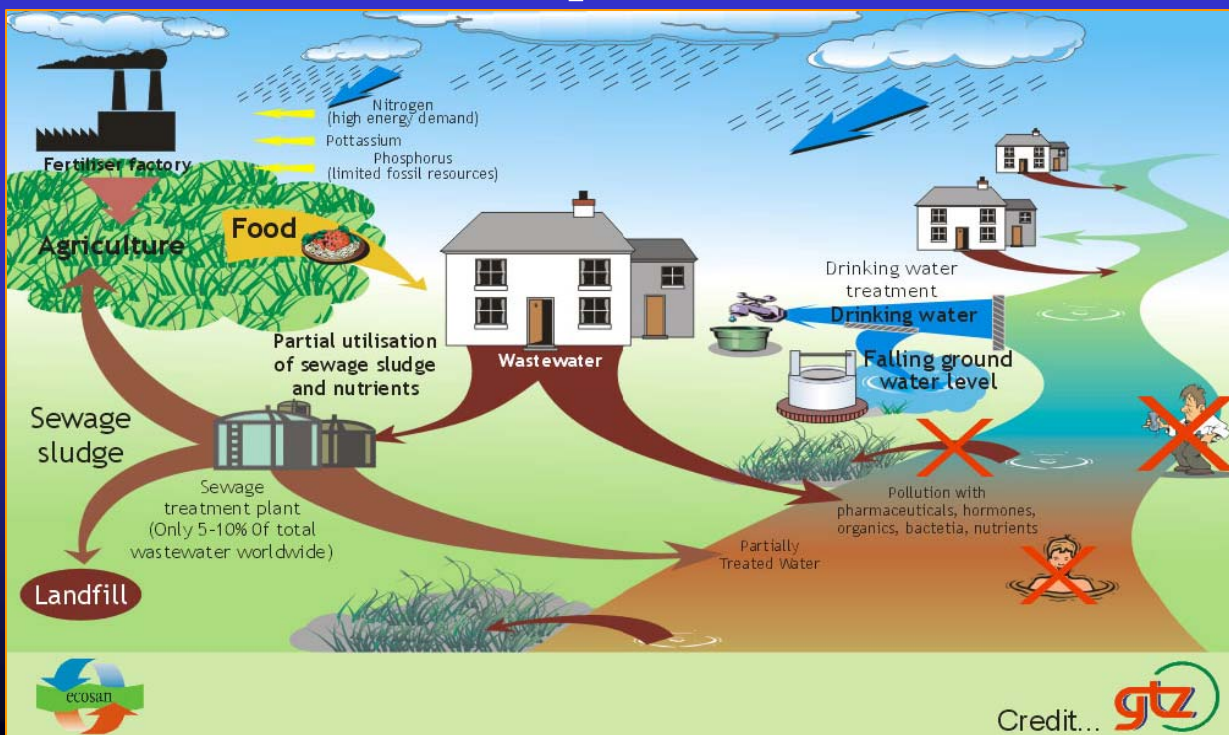 Nitrogen
(high energy demand)
Pottassium
Phosphorus
(limited fossil resources)
Fertiliser factory
Agriculture
Food
Drinking water
treatment
Drinking water
Falling ground
water level
Partial utilisation
of sewage sludge
and nutrients
Wastewater
Sewage
sludge
Sewage
treatment plant
(Only 5-10% Of total
wastewater worldwide)
Pollution with
pharmaceuticals, hormones,
organics, bactetia, nutrients
Partially
Treated Water
Landfill
ecosan
Credit...
gtz